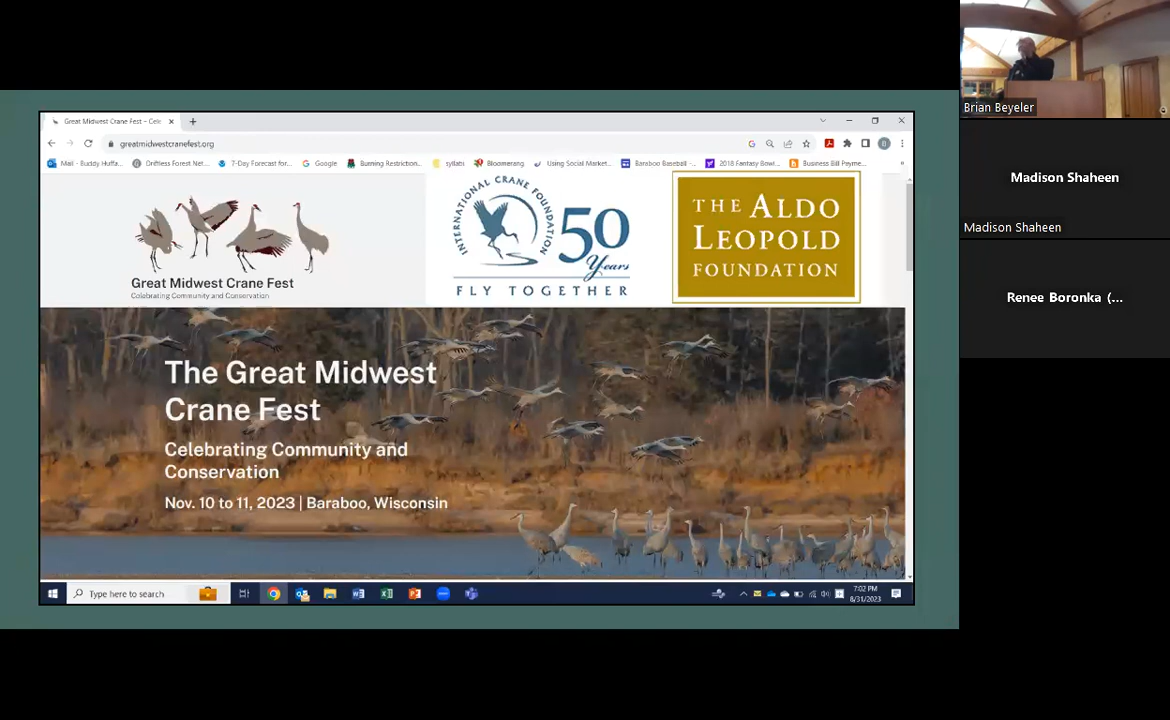 Great Midwest Crane Fest - Cele
greatmidwestcranefest.org
Mail - Buddy Huffa...
Driftless Forest Net...
7-Day Forecast for...
Google
Burning Restriction...
syllabi
Bloomerang
Using Social Market...
Baraboo Baseball -...
2018 Fantasy Bowl...
Business Bill Payme...
Great Midwest Crane Fest
Celebrating Community and Conservation
INTERNATIONAL CRANE FOUNDATION
50
Years
FLY TOGETHER
THE ALDO
LEOPOLD
FOUNDATION
The Great Midwest
Crane Fest
Celebrating Community and
Conservation
Nov. 10 to 11, 2023 | Baraboo, Wisconsin
Type here to search
7:02 PM
8/31/2023
Brian Beyeler
Madison Shaheen
Madison Shaheen
Renee Boronka (...